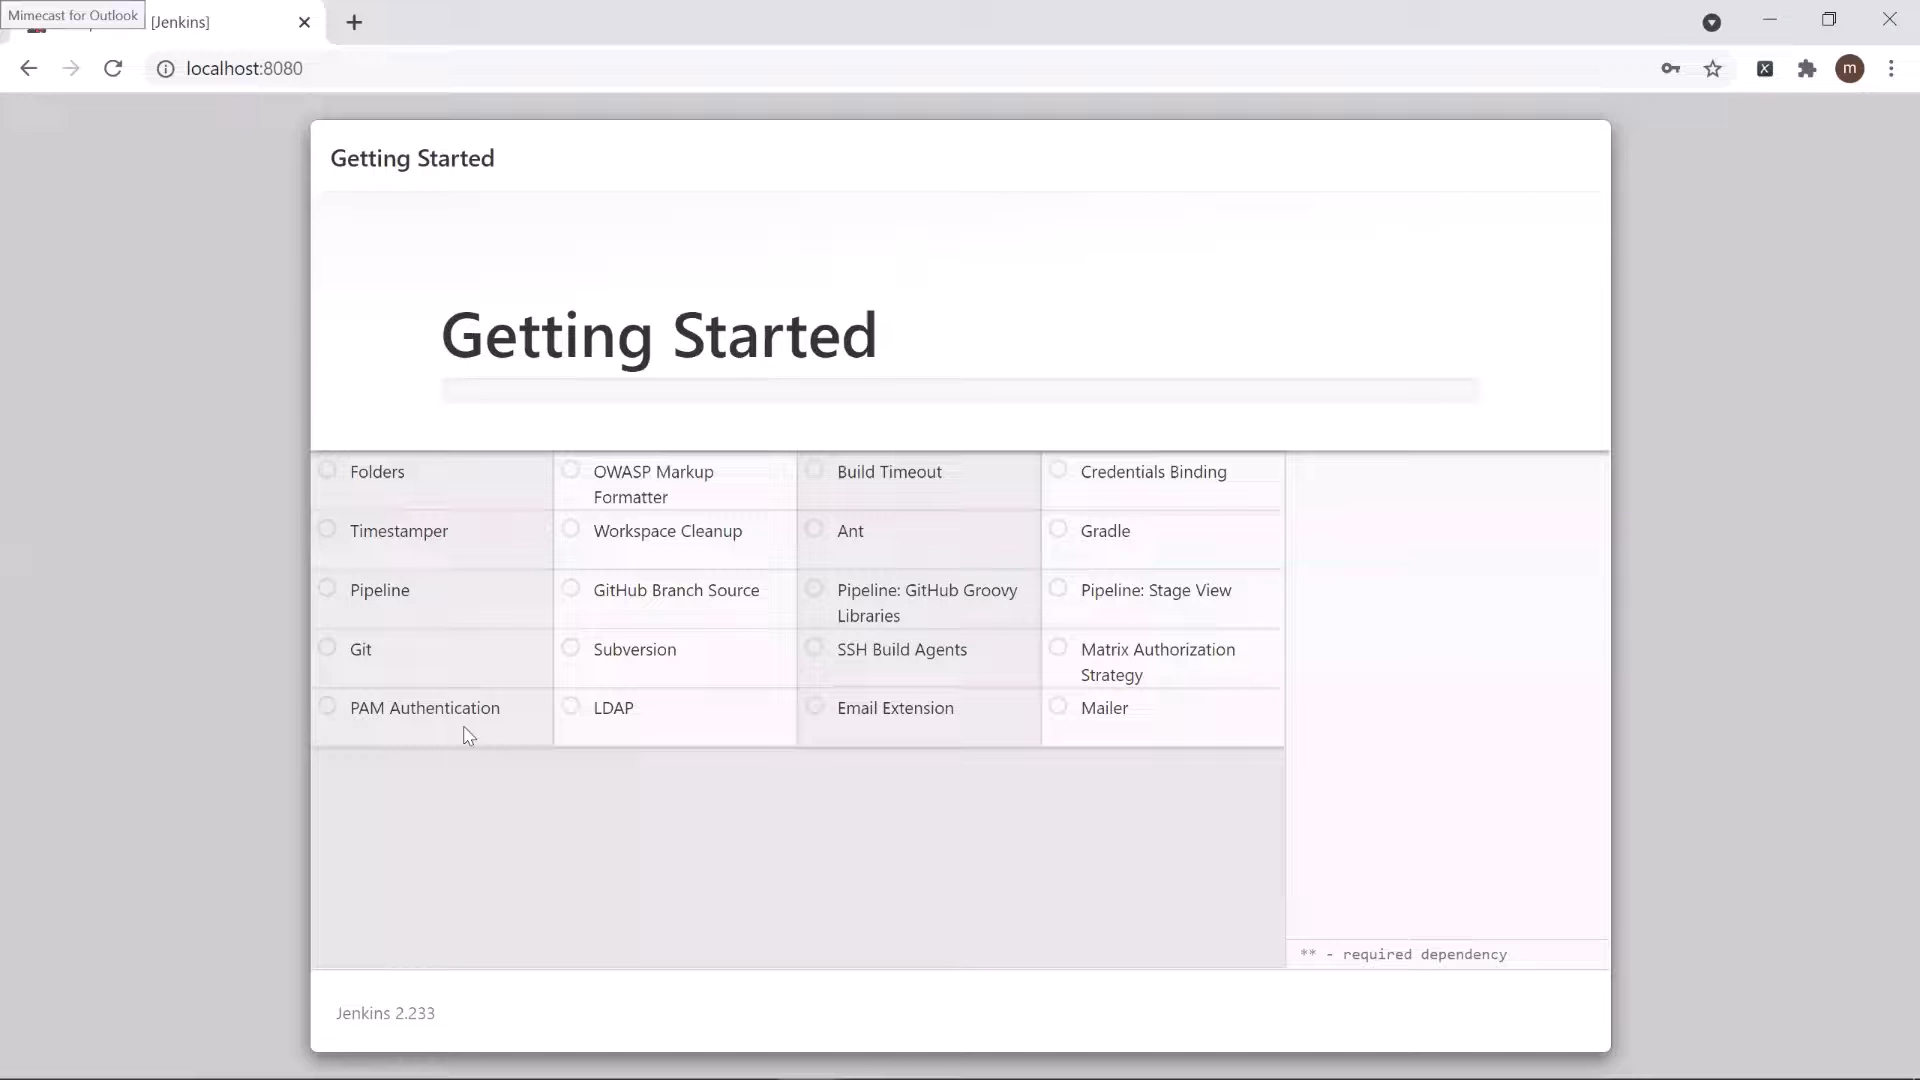 Mimecast for Outlook
[Jenkins]
localhost:8080
m
Getting Started
Getting Started
Folders
OWASP Markup
Formatter
Build Timeout
Credentials Binding
Timestamper
Workspace Cleanup
Ant
Gradle
Pipeline
GitHub Branch Source
Pipeline: GitHub Groovy
Libraries
Pipeline: Stage View
Git
Subversion
SSH Build Agents
Matrix Authorization
Strategy
PAM Authentication
LDAP
Email Extension
Mailer
** - required dependency
Jenkins 2.233